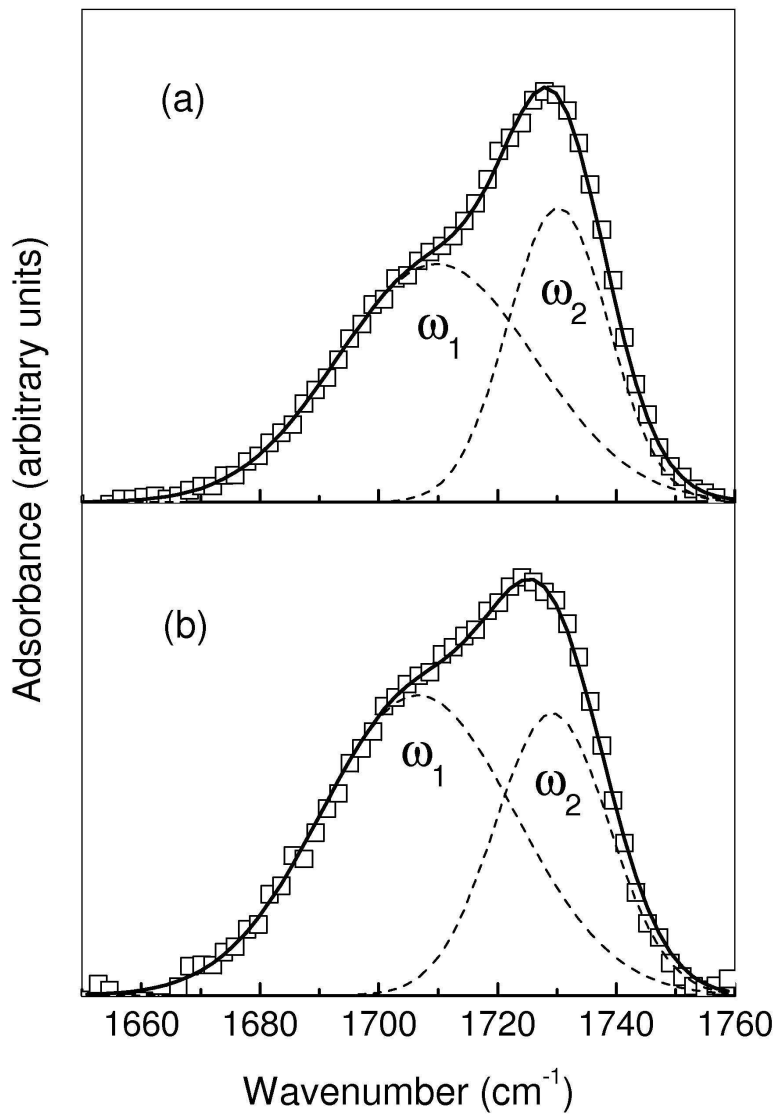 (a)
ω₁
ω₂
(b)
ω₁
ω₂
Adsorbance (arbitrary units)
1660 1680 1700 1720 1740 1760
Wavenumber (cm⁻¹)